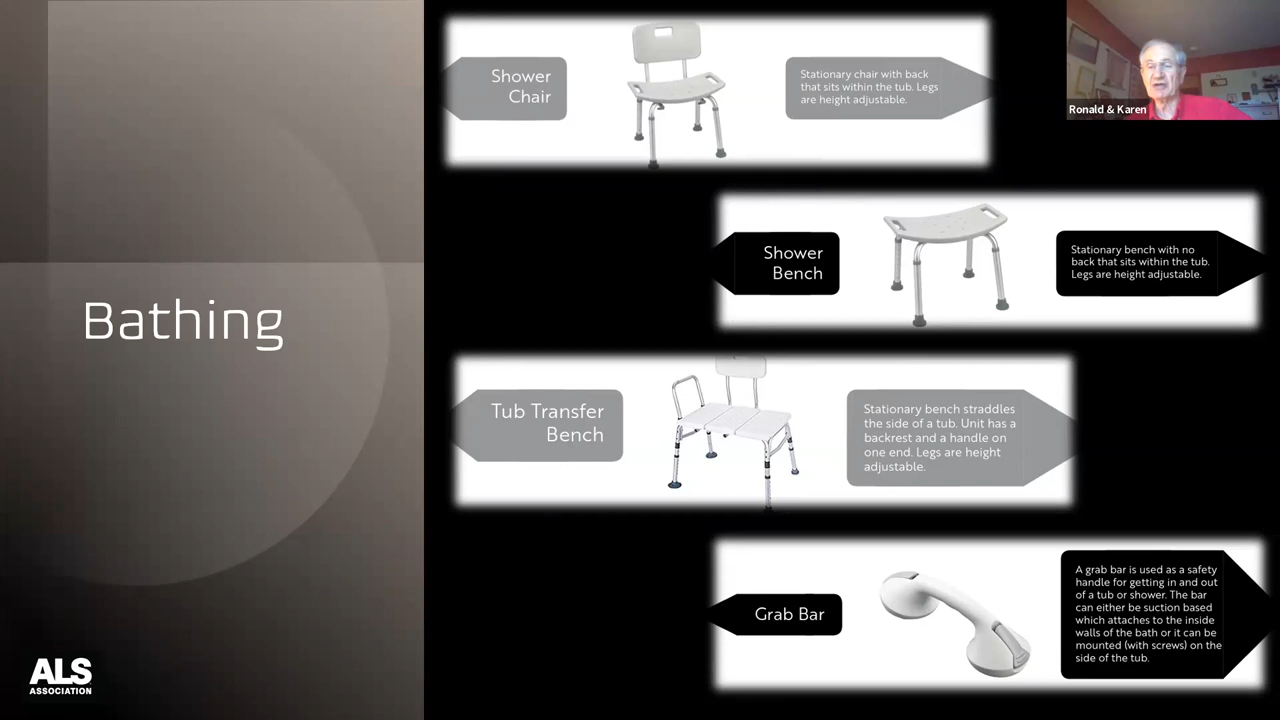 Bathing
ALS
ASSOCIATION
Shower
Chair
Stationary chair with back
that sits within the tub. Legs
are height adjustable.
Ronald & Karen
Shower
Bench
Stationary bench with no
back that sits within the tub.
Legs are height adjustable.
Tub Transfer
Bench
Stationary bench straddles
the side of a tub. Unit has a
backrest and a handle on
one end. Legs are height
adjustable.
Grab Bar
A grab bar is used as a safety
handle for getting in and out
of a tub or shower. The bar
can either be suction based
which attaches to the inside
walls of the bath or it can be
mounted (with screws) on the
side of the tub.